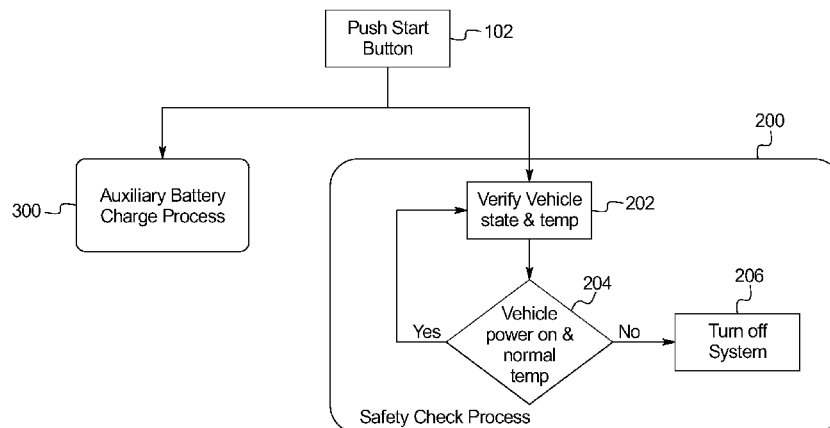 Push Start
Button
102
200
Auxiliary Battery
Charge Process
300
Verify Vehicle
state & temp
202
204
206
Vehicle
power on &
normal
temp
Yes
No
Turn off
System
Safety Check Process